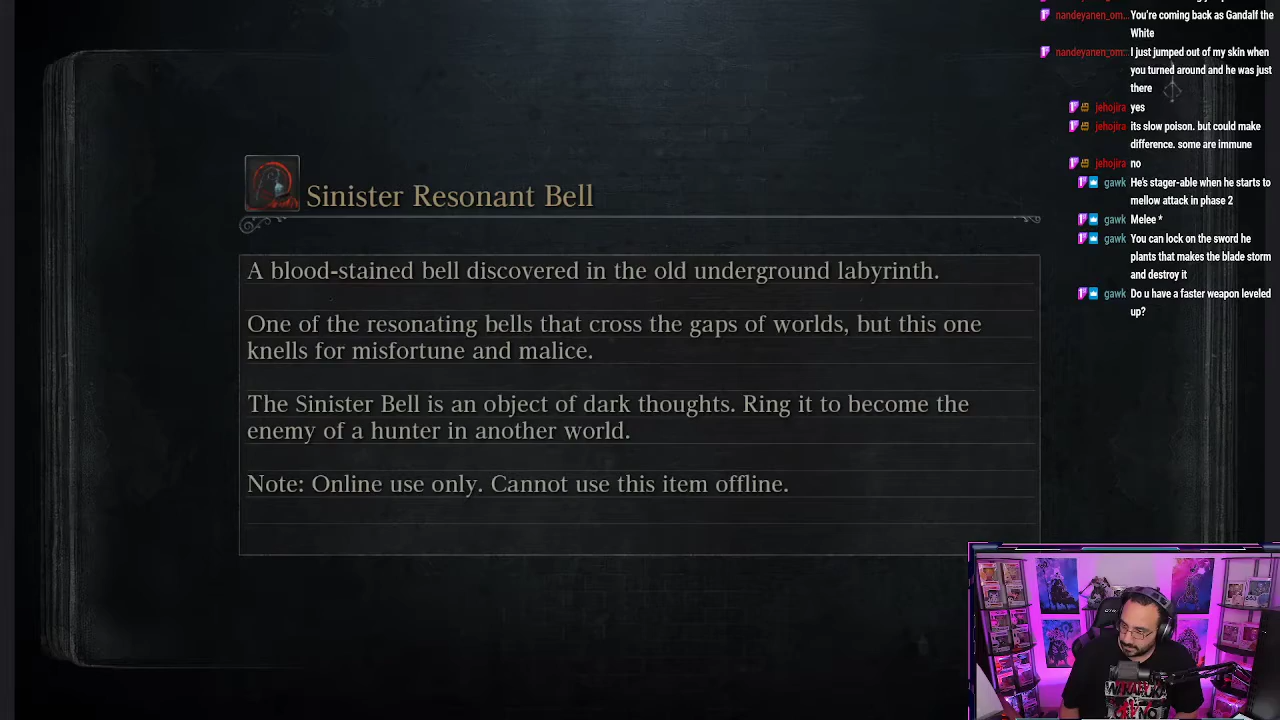 Sinister Resonant Bell
A blood-stained bell discovered in the old underground labyrinth.
One of the resonating bells that cross the gaps of worlds, but this one
knells for misfortune and malice.
The Sinister Bell is an object of dark thoughts. Ring it to become the
enemy of a hunter in another world.
Note: Online use only. Cannot use this item offline.
nandeyanen_om... You're coming back as Gandalf the
White
nandeyanen_om... I just jumped out of my skin when
you turned around and he was just
there
jehojira yes
jehojira its slow poison. but could make
difference. some are immune
jehojira no
gawk He's stager-able when he starts to
mellow attack in phase 2
gawk Melee *
gawk You can lock on the sword he
plants that makes the blade storm
and destroy it
gawk Do u have a faster weapon leveled
up?